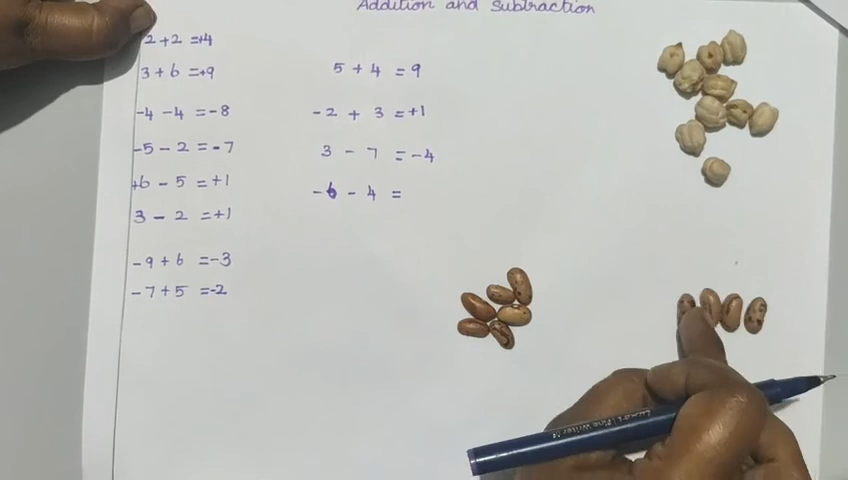 Addition and Subtraction
2 + 2 = +4
3 + 6 = +9
-4 - 4 = -8
-5 - 2 = -7
+6 - 5 = +1
3 - 2 = +1
-9 + 6 = -3
-7 + 5 = -2
5 + 4 = 9
-2 + 3 = +1
3 - 7 = -4
-6 - 4 =